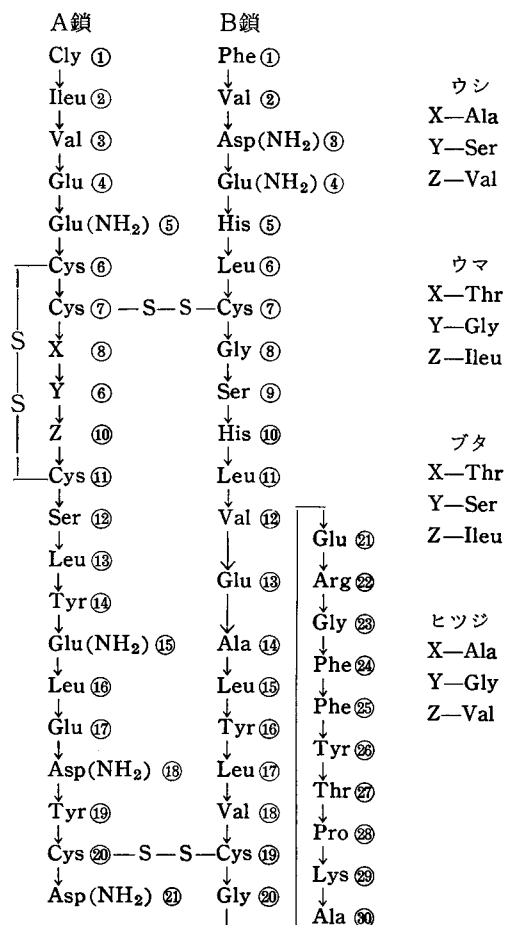 A鎖
Cly ①
Ileu ②
Val ③
Glu ④
Glu(NH₂) ⑤
Cys ⑥
Cys ⑦ —S—S—
X ⑧
Y ⑥
Z ⑩
Cys ⑪
Ser ⑫
Leu ⑬
Tyr ⑭
Glu(NH₂) ⑮
Leu ⑯
Glu ⑰
Asp(NH₂) ⑱
Tyr ⑲
Cys ⑳ —S—S—
Asp(NH₂) ㉑
S
S
B鎖
Phe ①
Val ②
Asp(NH₂) ③
Glu(NH₂) ④
His ⑤
Leu ⑥
Cys ⑦
Gly ⑧
Ser ⑨
His ⑩
Leu ⑪
Val ⑫
Glu ⑬
Ala ⑭
Leu ⑮
Tyr ⑯
Leu ⑰
Val ⑱
Cys ⑲
Gly ⑳
Glu ㉑
Arg ㉒
Gly ㉓
Phe ㉔
Phe ㉕
Tyr ㉖
Thr ㉗
Pro ㉘
Lys ㉙
Ala ㉚
ウシ
X—Ala
Y—Ser
Z—Val
ウマ
X—Thr
Y—Gly
Z—Ileu
ブタ
X—Thr
Y—Ser
Z—Ileu
ヒツジ
X—Ala
Y—Gly
Z—Val